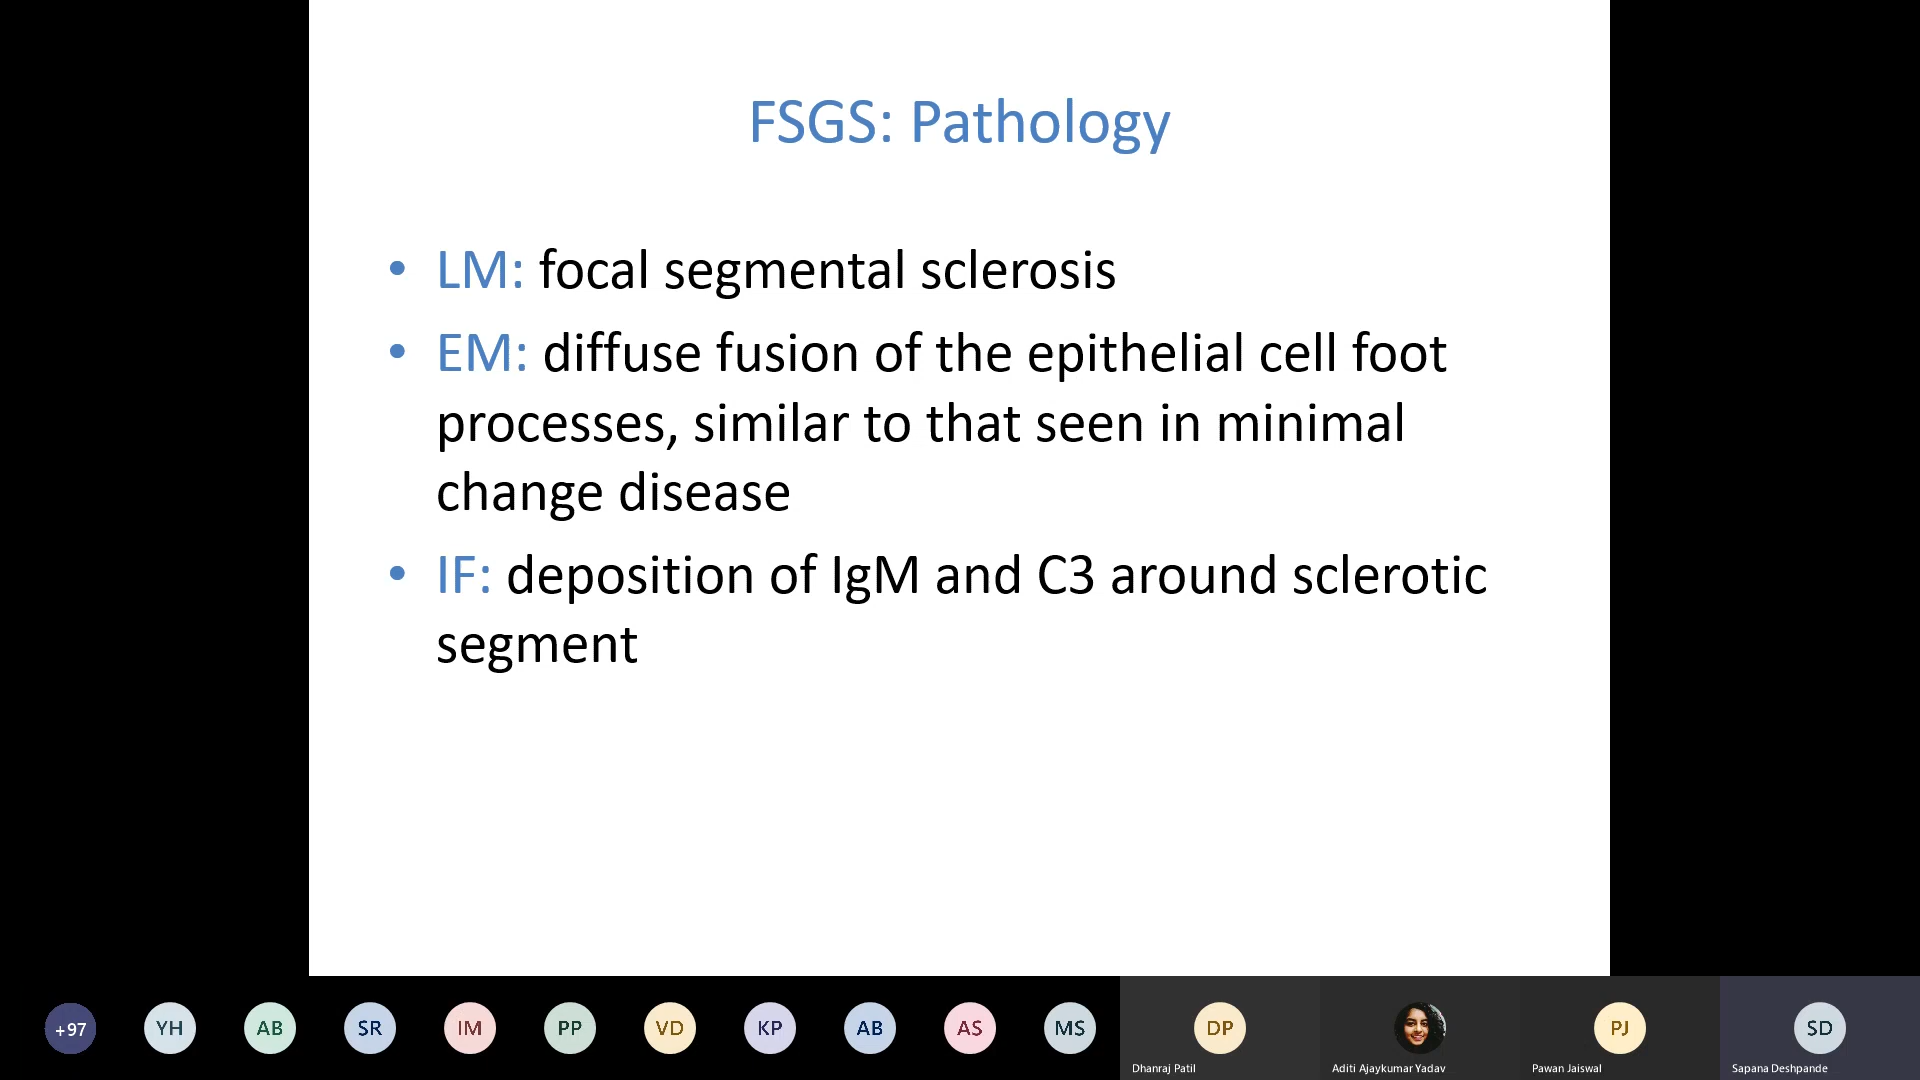 FSGS: Pathology
• LM: focal segmental sclerosis
• EM: diffuse fusion of the epithelial cell foot
processes, similar to that seen in minimal
change disease
• IF: deposition of IgM and C3 around sclerotic
segment
+97 YH AB SR IM PP VD KP AB AS MS DP PJ SD
Dhanraj Patil Aditi Ajaykumar Yadav Pawan Jaiswal Sapana Deshpande